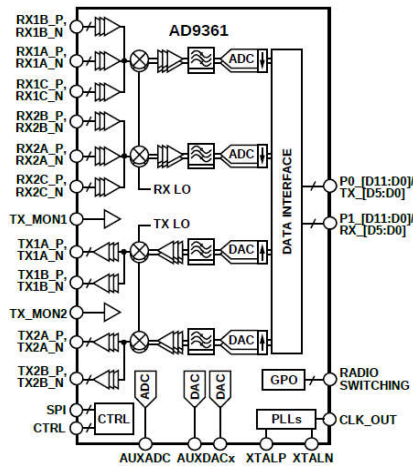 AD9361
RX1B_P,
RX1B_N
RX1A_P,
RX1A_N
RX1C_P,
RX1C_N
RX2B_P,
RX2B_N
RX2A_P,
RX2A_N
RX2C_P,
RX2C_N
TX_MON1
TX1A_P,
TX1A_N
TX1B_P,
TX1B_N
TX_MON2
TX2A_P,
TX2A_N
TX2B_P,
TX2B_N
SPI
CTRL
CTRL
ADC
ADC
RX LO
TX LO
DAC
DAC
DATA INTERFACE
P0_[D11:D0]/
TX_[D5:D0]
P1_[D11:D0]/
RX_[D5:D0]
ADC
DAC
DAC
GPO
RADIO
SWITCHING
PLLs
CLK_OUT
AUXADC
AUXDACx
XTALP
XTALN